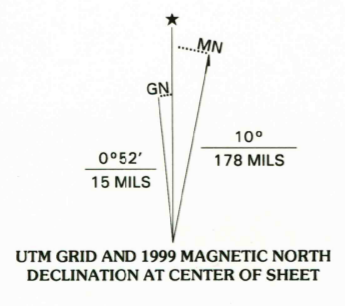 ★
MN
GN
0°52'
15 MILS
10°
178 MILS
UTM GRID AND 1999 MAGNETIC NORTH
DECLINATION AT CENTER OF SHEET